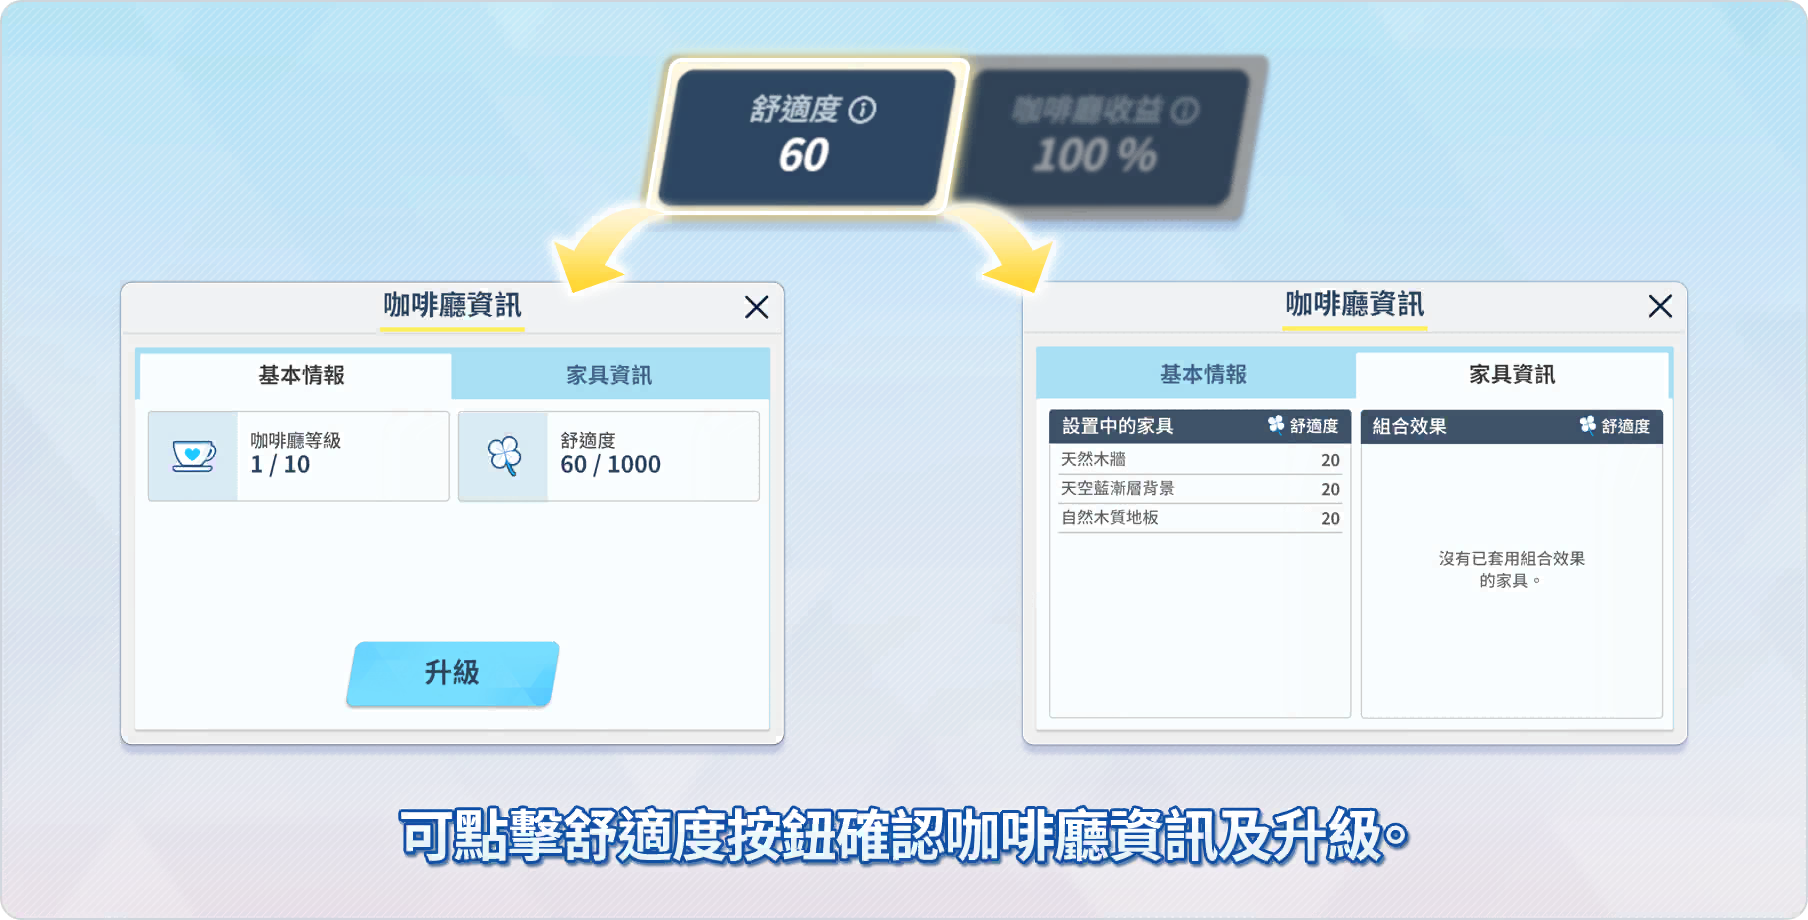 舒適度
60
咖啡廳收益
100 %
咖啡廳資訊
基本情報
家具資訊
咖啡廳等級
1 / 10
舒適度
60 / 1000
升級
咖啡廳資訊
基本情報
家具資訊
設置中的家具 舒適度
天然木牆 20
天空藍漸層背景 20
自然木質地板 20
組合效果 舒適度
沒有已套用組合效果
的家具。
可點擊舒適度按鈕確認咖啡廳資訊及升級。